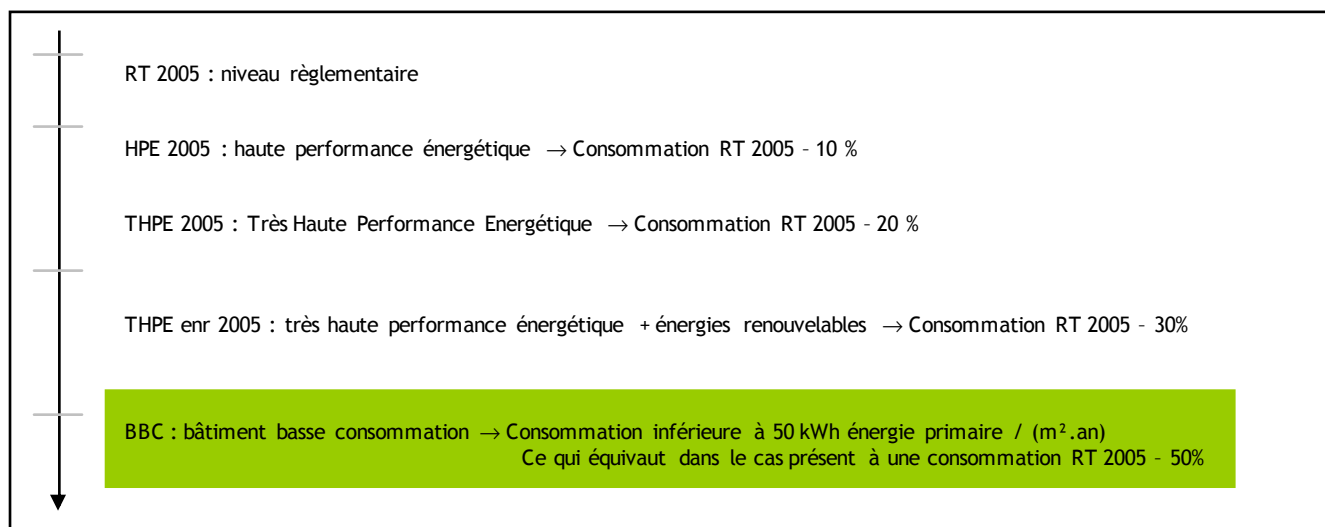 RT 2005 : niveau règlementaire
HPE 2005 : haute performance énergétique → Consommation RT 2005 – 10 %
THPE 2005 : Très Haute Performance Energétique → Consommation RT 2005 – 20 %
THPE enr 2005 : très haute performance énergétique + énergies renouvelables → Consommation RT 2005 – 30%
BBC : bâtiment basse consommation → Consommation inférieure à 50 kWh énergie primaire / (m².an)
Ce qui équivaut dans le cas présent à une consommation RT 2005 – 50%